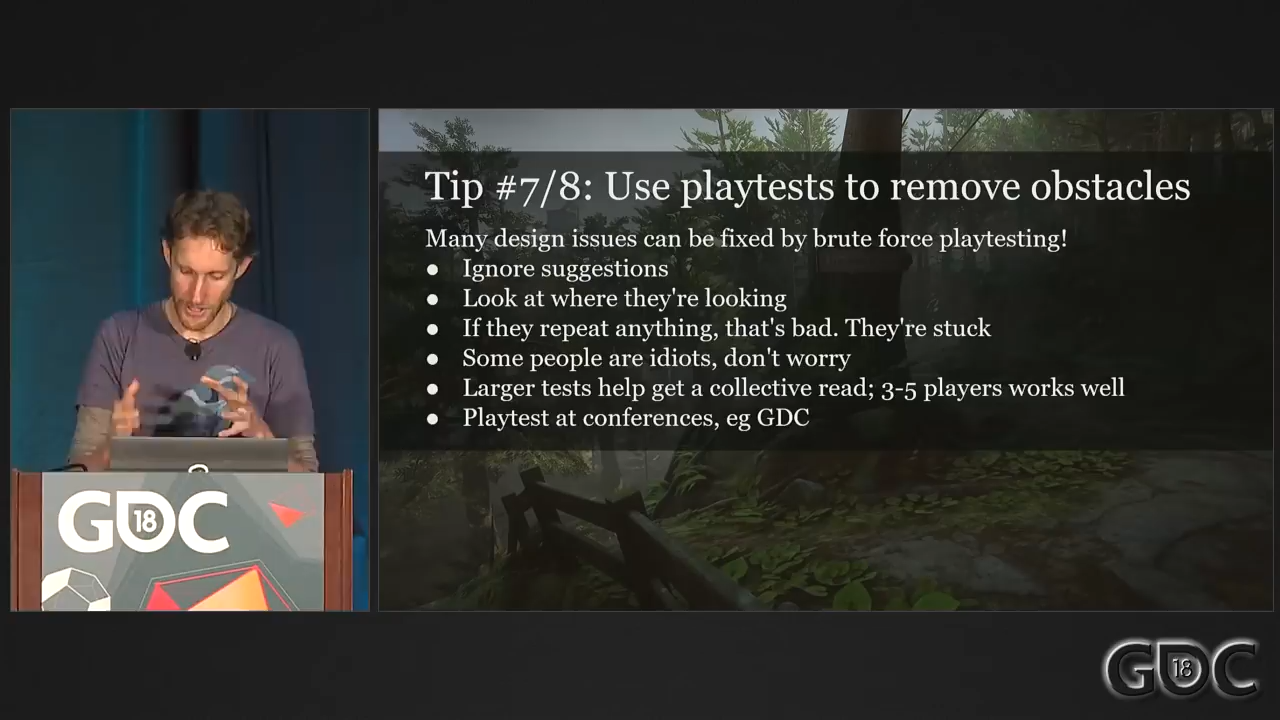 Tip #7/8: Use playtests to remove obstacles
Many design issues can be fixed by brute force playtesting!
● Ignore suggestions
● Look at where they're looking
● If they repeat anything, that's bad. They're stuck
● Some people are idiots, don't worry
● Larger tests help get a collective read; 3-5 players works well
● Playtest at conferences, eg GDC
GDC
18
GDC
18